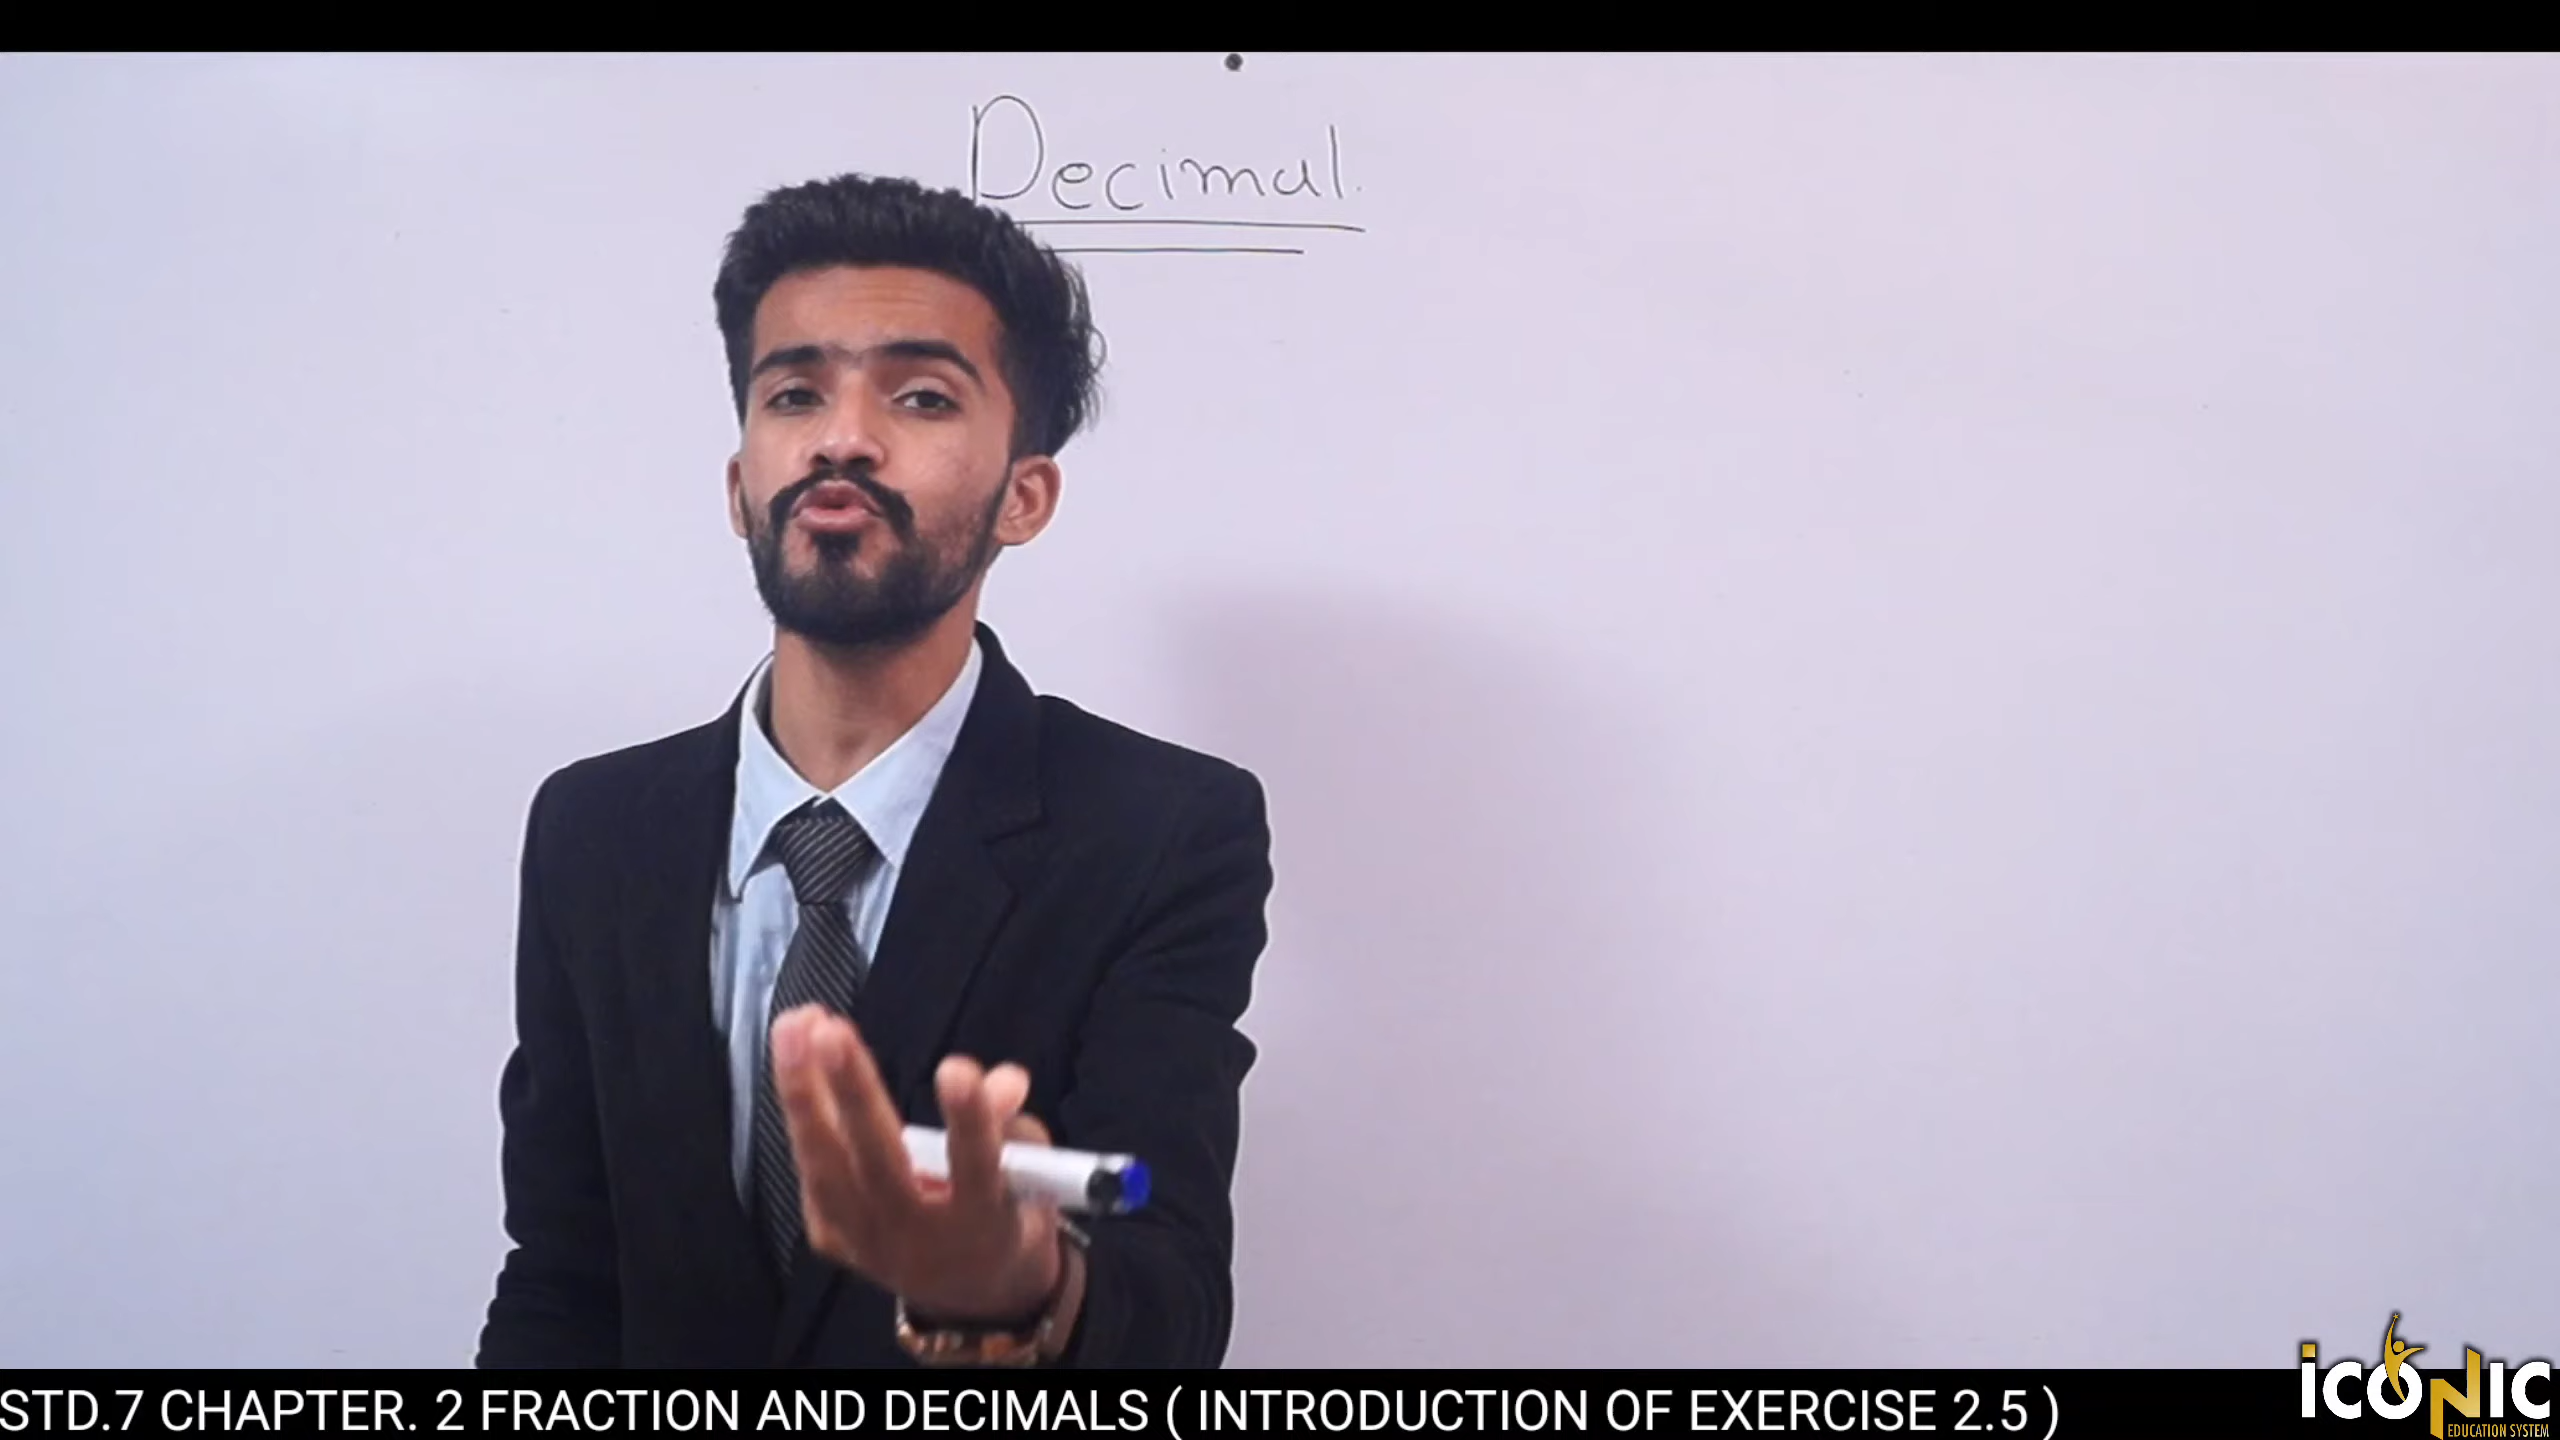 Decimal.
STD.7 CHAPTER. 2 FRACTION AND DECIMALS ( INTRODUCTION OF EXERCISE 2.5 )
iCONIC
EDUCATION SYSTEM